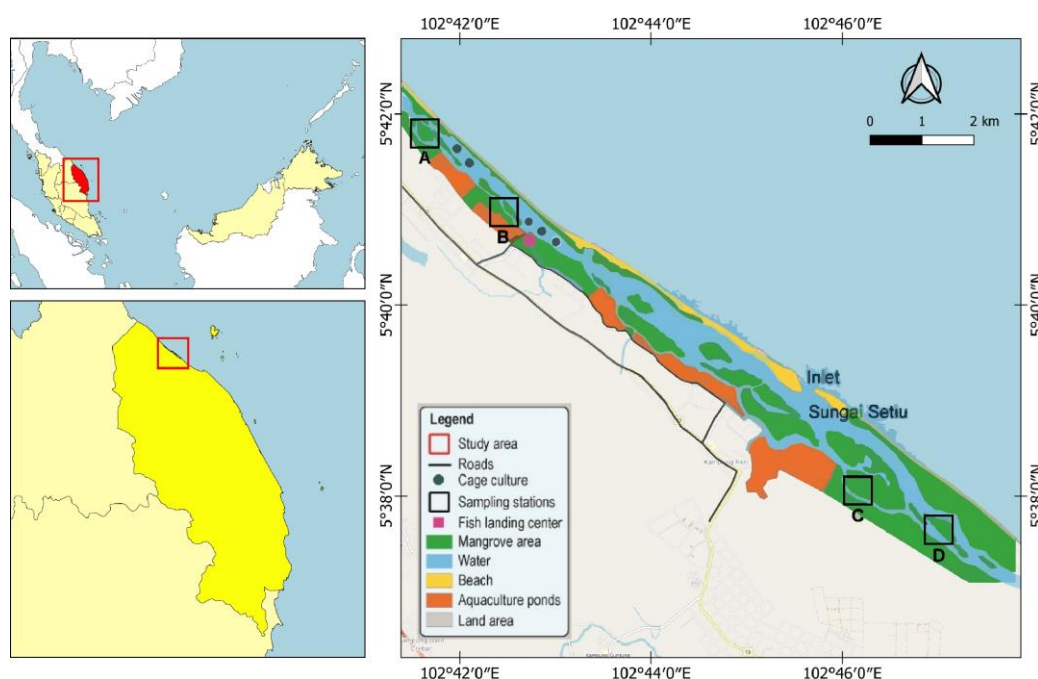 102°42'0"E 102°44'0"E 102°46'0"E
5°42'0"N 5°42'0"N
0 1 2 km
A
B
5°40'0"N 5°40'0"N
Inlet
Sungai Setiu
Legend
Study area
Roads
Cage culture
Sampling stations
Fish landing center
Mangrove area
Water
Beach
Aquaculture ponds
Land area
5°38'0"N 5°38'0"N
C
D
102°42'0"E 102°44'0"E 102°46'0"E